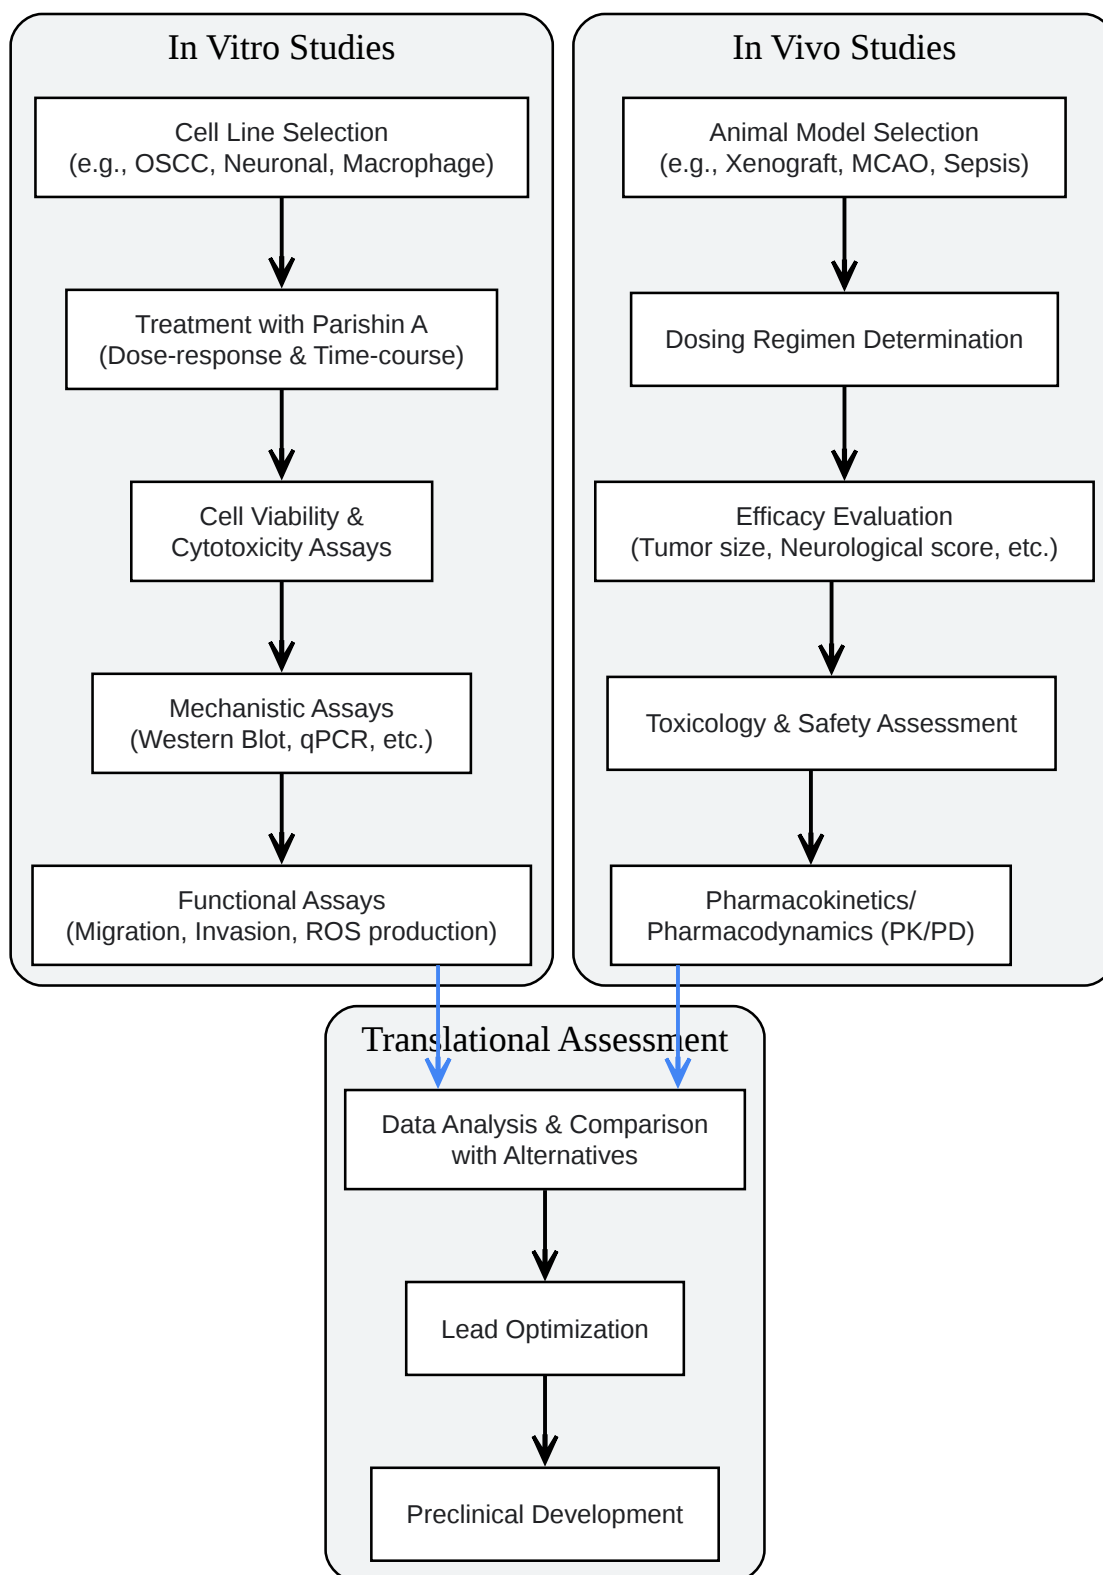 In Vitro Studies
Cell Line Selection
(e.g., OSCC, Neuronal, Macrophage)
Treatment with Parishin A
(Dose-response & Time-course)
Cell Viability &
Cytotoxicity Assays
Mechanistic Assays
(Western Blot, qPCR, etc.)
Functional Assays
(Migration, Invasion, ROS production)
In Vivo Studies
Animal Model Selection
(e.g., Xenograft, MCAO, Sepsis)
Dosing Regimen Determination
Efficacy Evaluation
(Tumor size, Neurological score, etc.)
Toxicology & Safety Assessment
Pharmacokinetics/
Pharmacodynamics (PK/PD)
Translational Assessment
Data Analysis & Comparison
with Alternatives
Lead Optimization
Preclinical Development